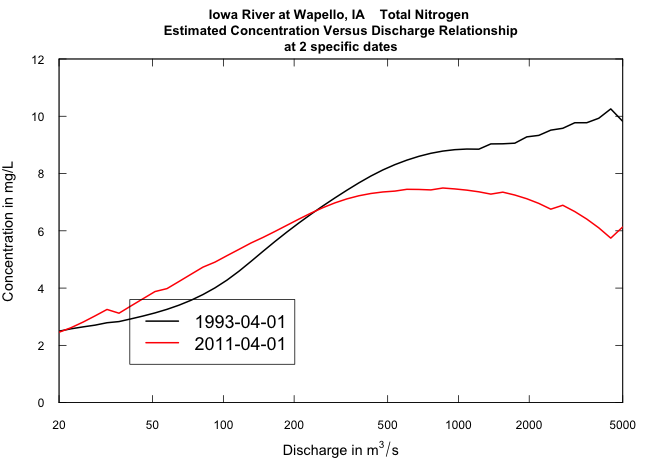 Iowa River at Wapello, IA    Total Nitrogen
Estimated Concentration Versus Discharge Relationship
at 2 specific dates
Concentration in mg/L
12
10
8
6
4
2
0
1993-04-01
2011-04-01
20 50 100 200 500 1000 2000 5000
Discharge in m³/s